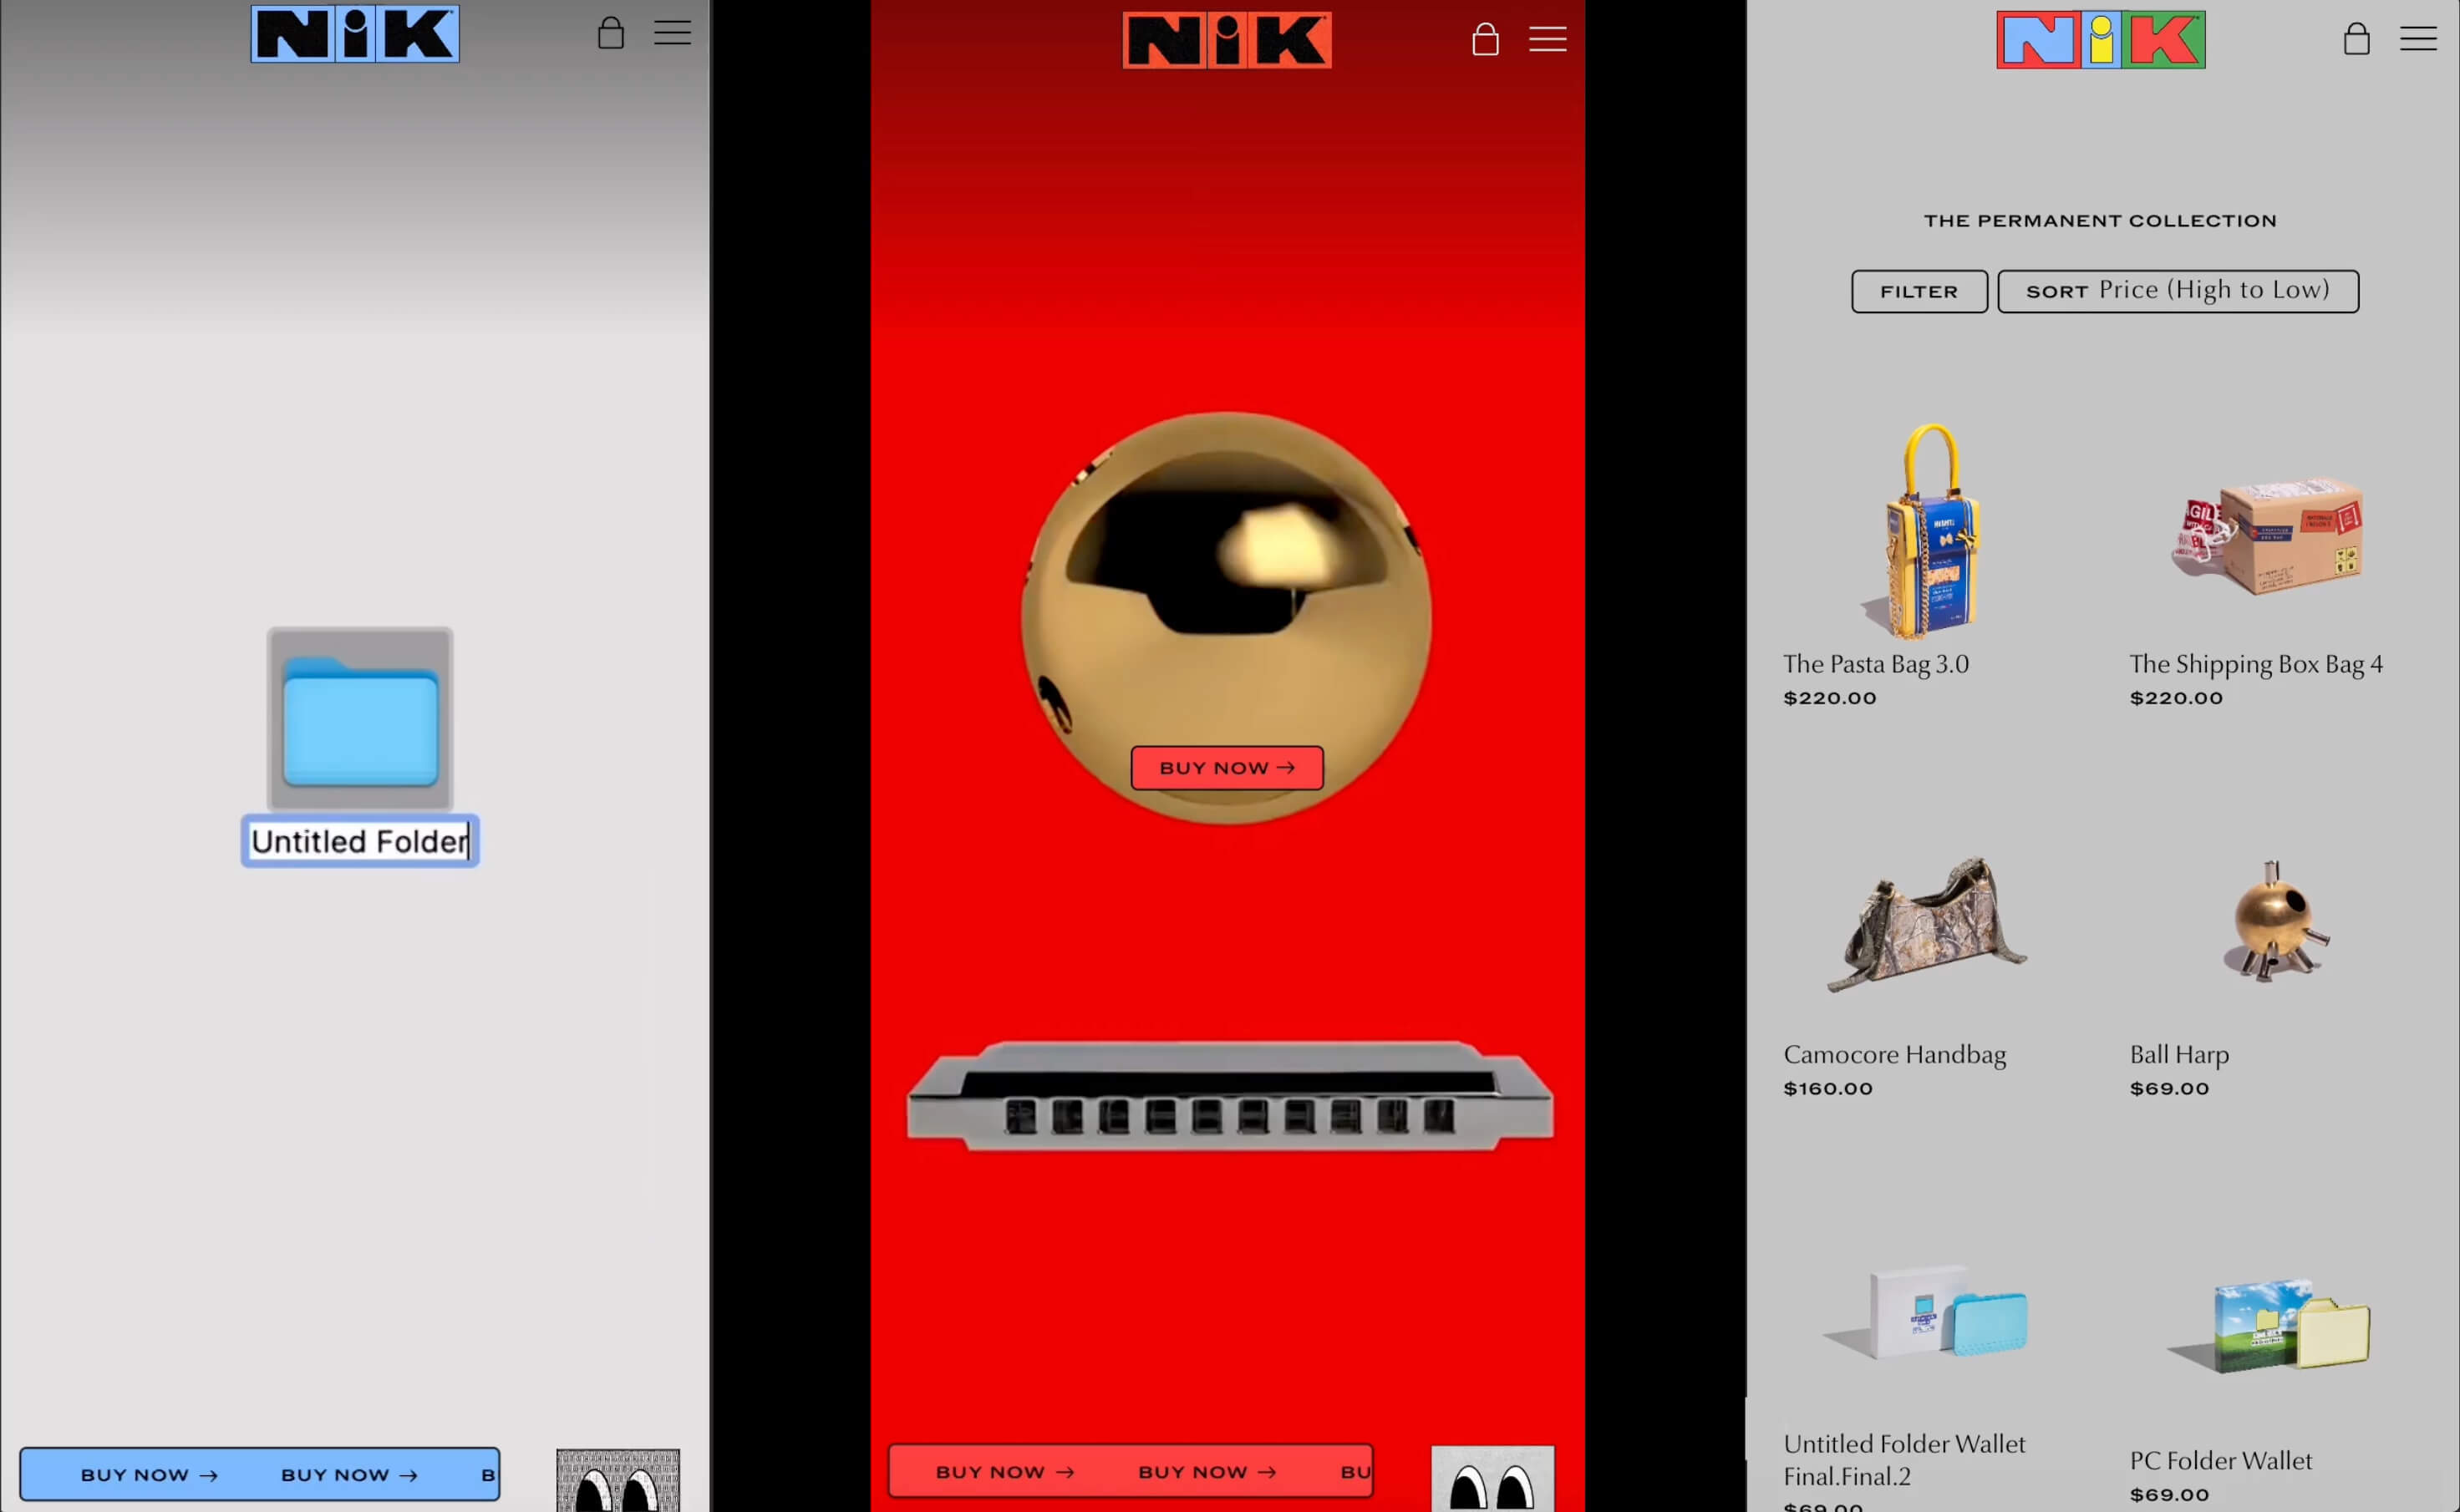 NiK
Untitled Folder
BUY NOW →
BUY NOW →
B
NiK
BUY NOW →
BUY NOW →
BUY NOW →
BU
NiK
THE PERMANENT COLLECTION
FILTER
SORT Price (High to Low)
The Pasta Bag 3.0
$220.00
The Shipping Box Bag 4
$220.00
Camocore Handbag
$160.00
Ball Harp
$69.00
Untitled Folder Wallet
Final.Final.2
$69.00
PC Folder Wallet
$69.00